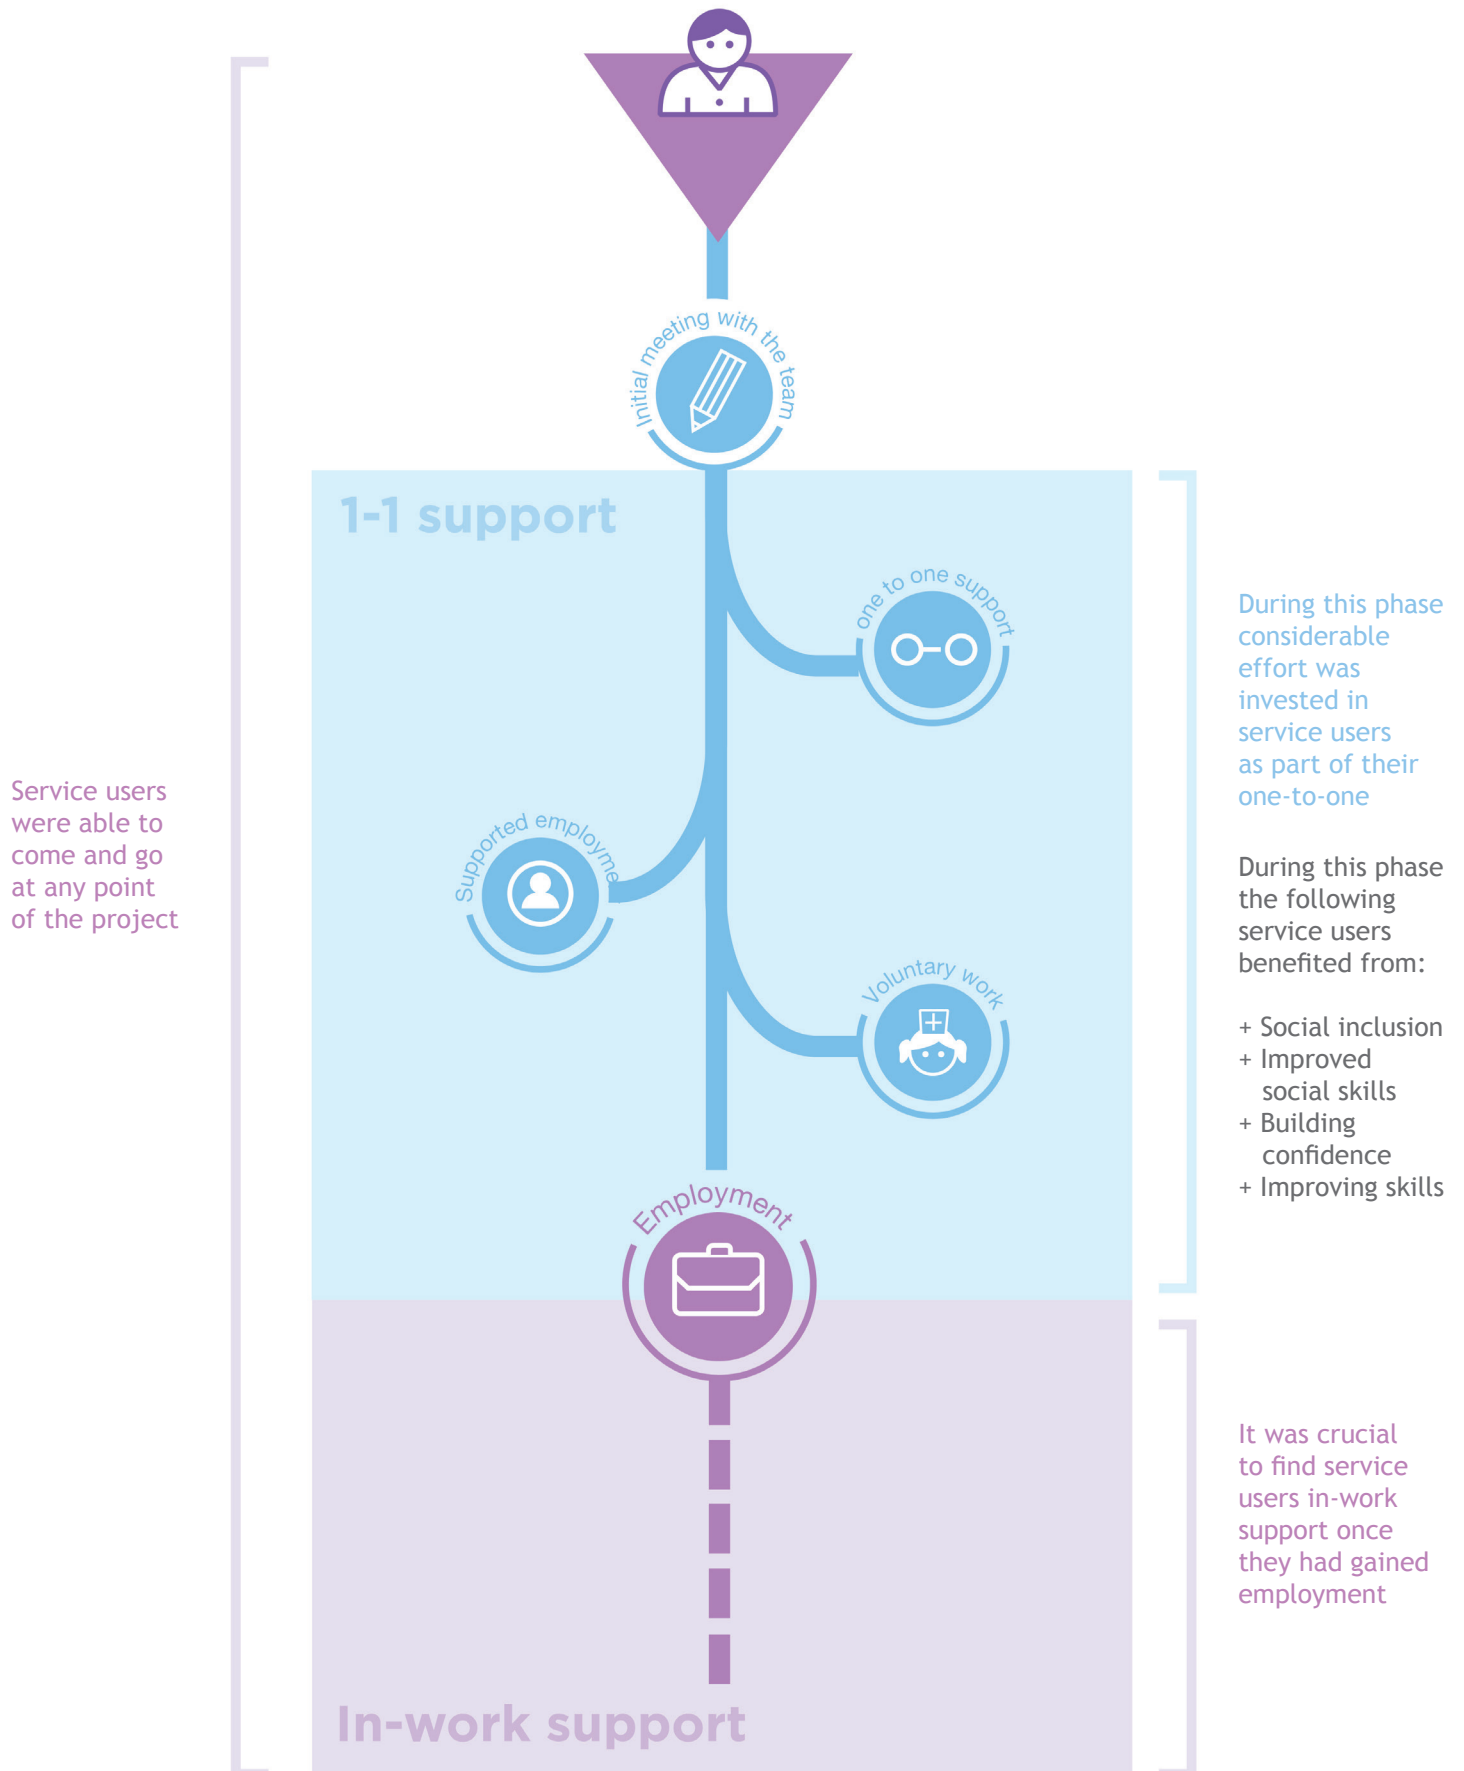 Initial meeting with the team
1-1 support
one to one support
Supported employme
Voluntary work
Employment
In-work support
Service users
were able to
come and go
at any point
of the project
During this phase
considerable
effort was
invested in
service users
as part of their
one-to-one
During this phase
the following
service users
benefited from:
+ Social inclusion
+ Improved
social skills
+ Building
confidence
+ Improving skills
It was crucial
to find service
users in-work
support once
they had gained
employment